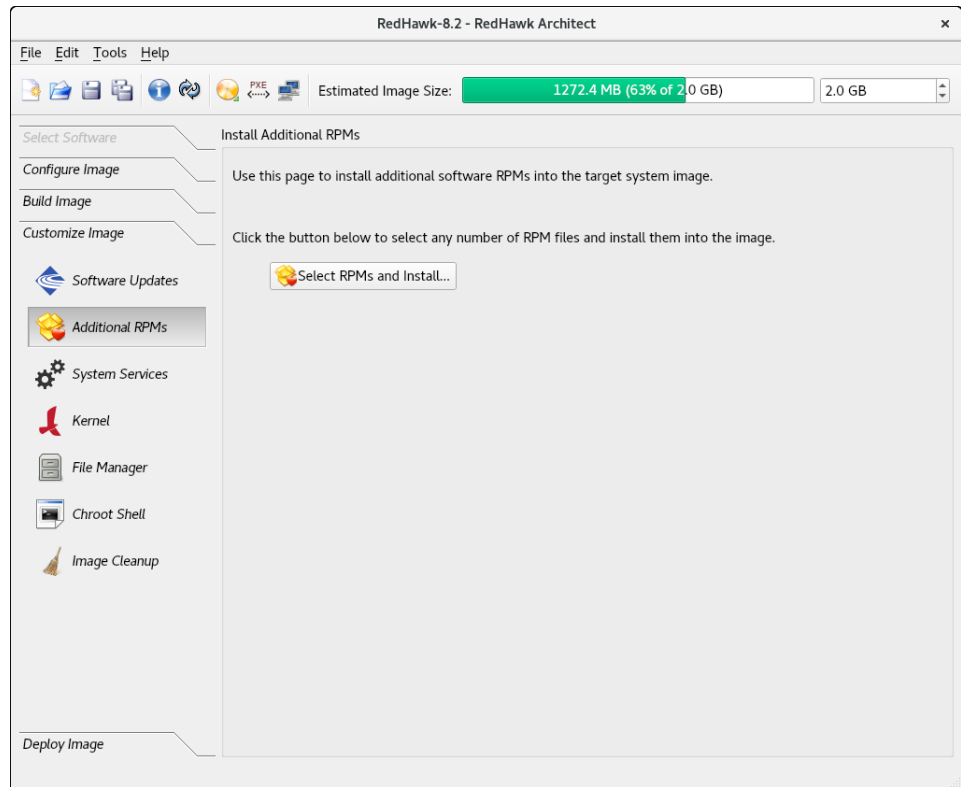 RedHawk-8.2 - RedHawk Architect
File Edit Tools Help
PXE
Estimated Image Size:
1272.4 MB (63% of 2.0 GB)
2.0 GB
Select Software
Configure Image
Build Image
Customize Image
Software Updates
Additional RPMs
System Services
Kernel
File Manager
Chroot Shell
Image Cleanup
Deploy Image
Install Additional RPMs
Use this page to install additional software RPMs into the target system image.
Click the button below to select any number of RPM files and install them into the image.
Select RPMs and Install...